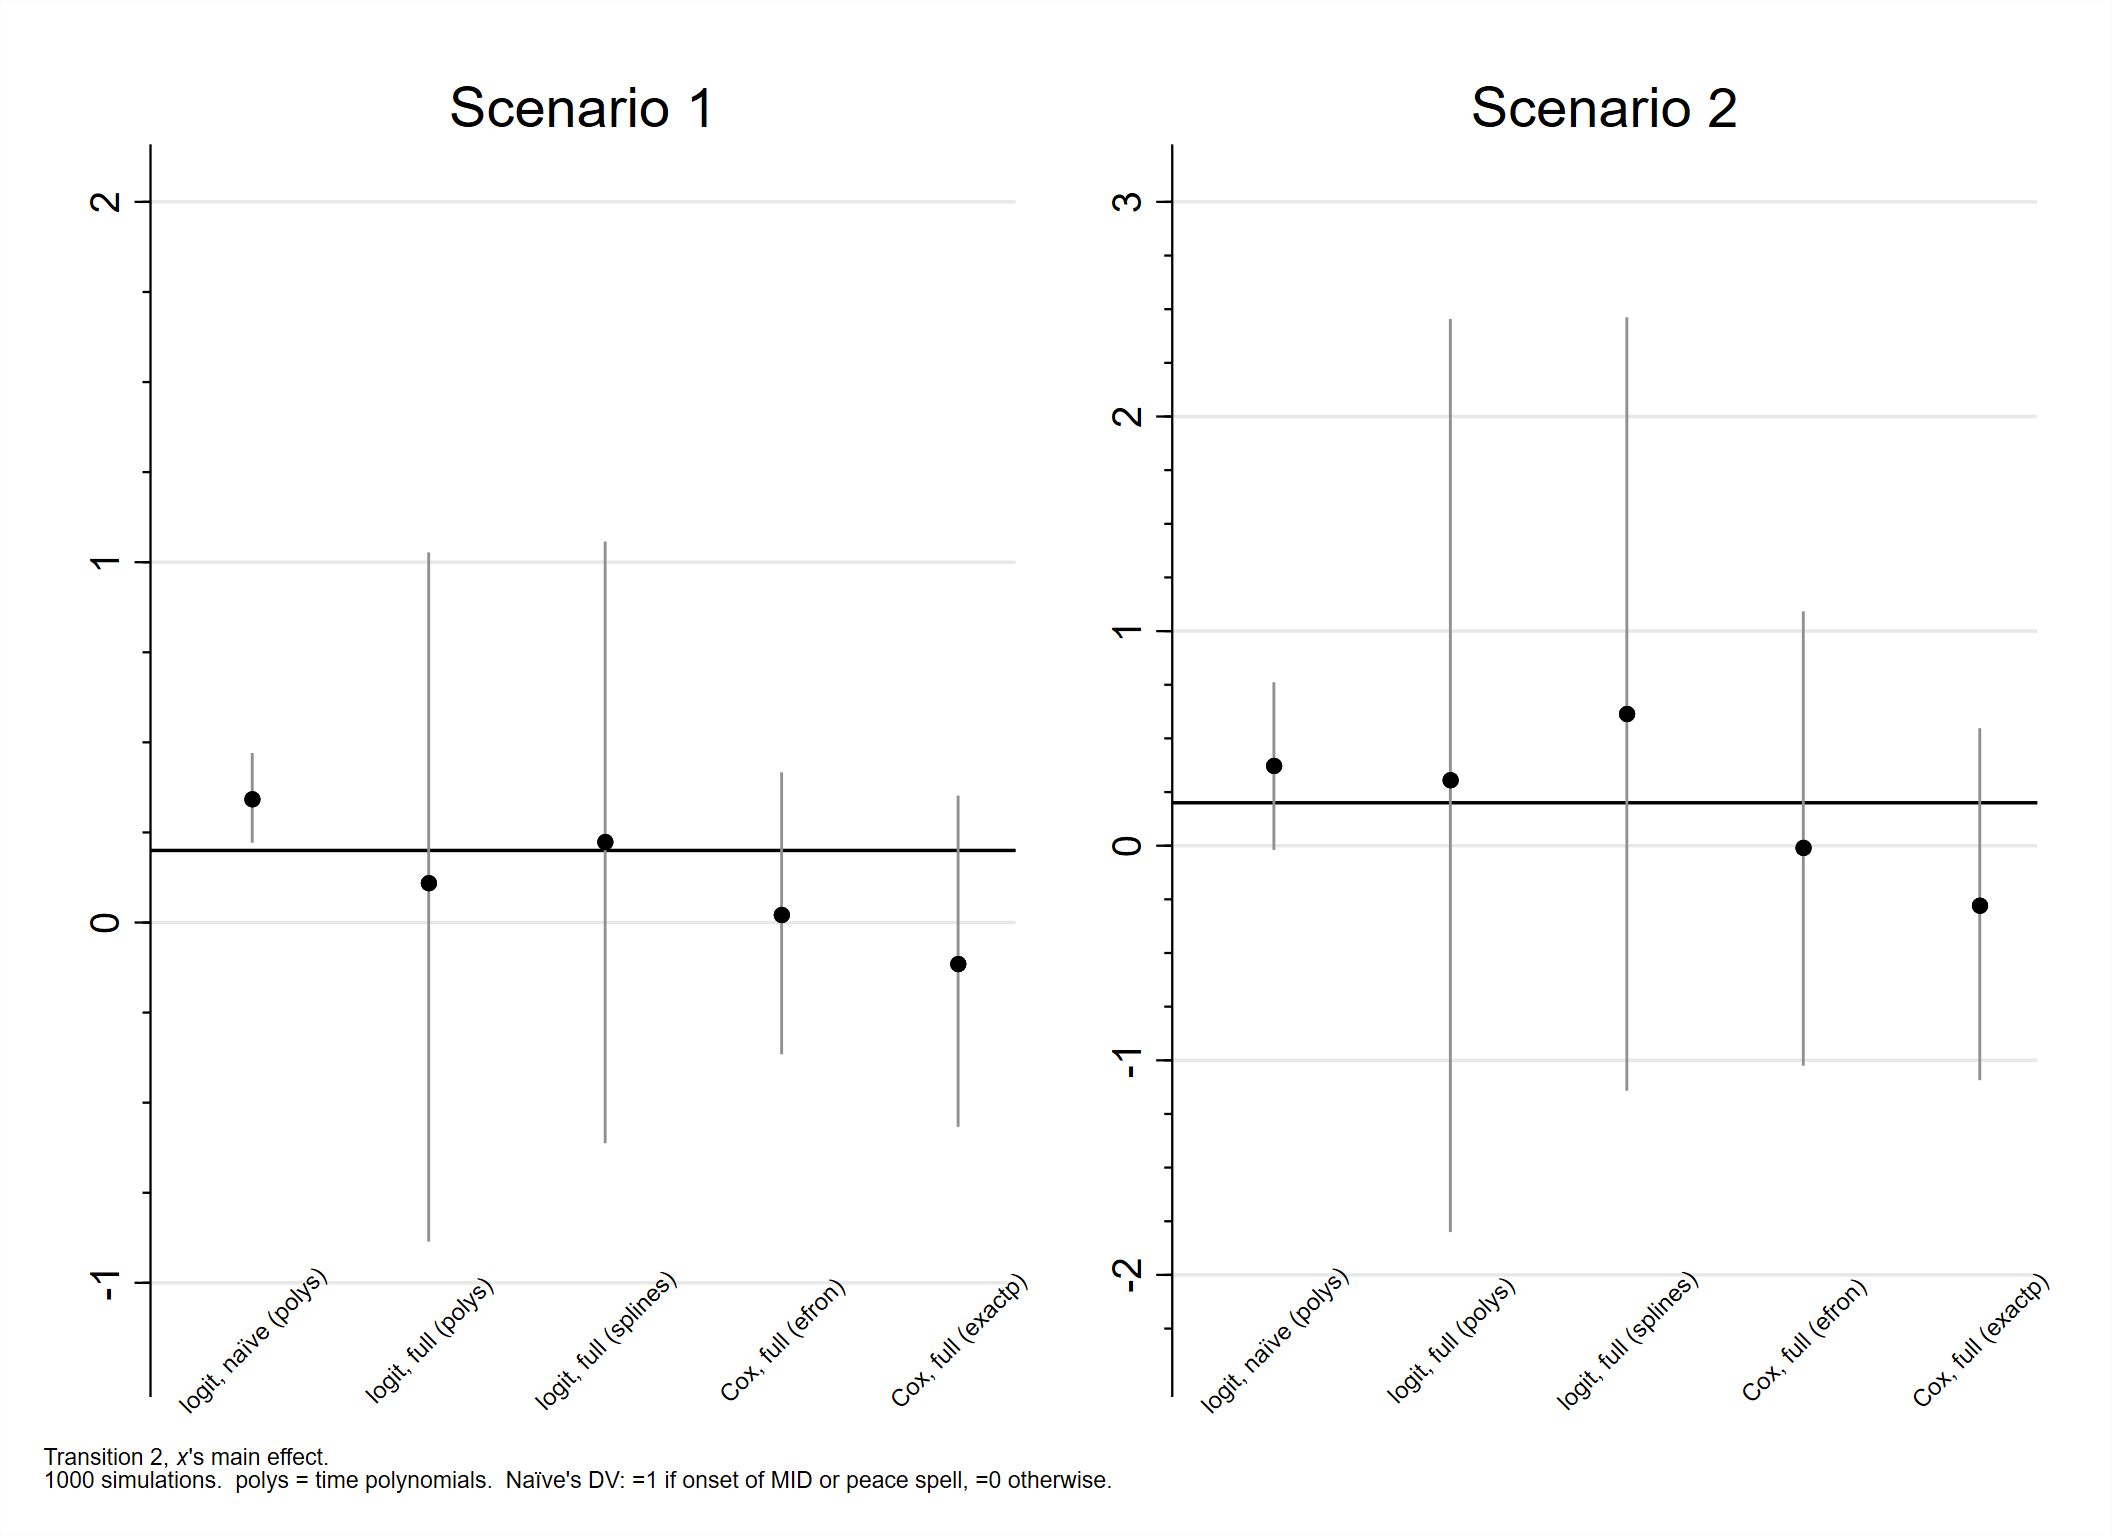 Scenario 1
Scenario 2
2
1
0
-1
logit, naïve (polys)
logit, full (polys)
logit, full (splines)
Cox, full (efron)
Cox, full (exactp)
3
2
1
0
-1
-2
logit, naïve (polys)
logit, full (polys)
logit, full (splines)
Cox, full (efron)
Cox, full (exactp)
Transition 2, x's main effect.
1000 simulations.  polys = time polynomials.  Naïve's DV: =1 if onset of MID or peace spell, =0 otherwise.